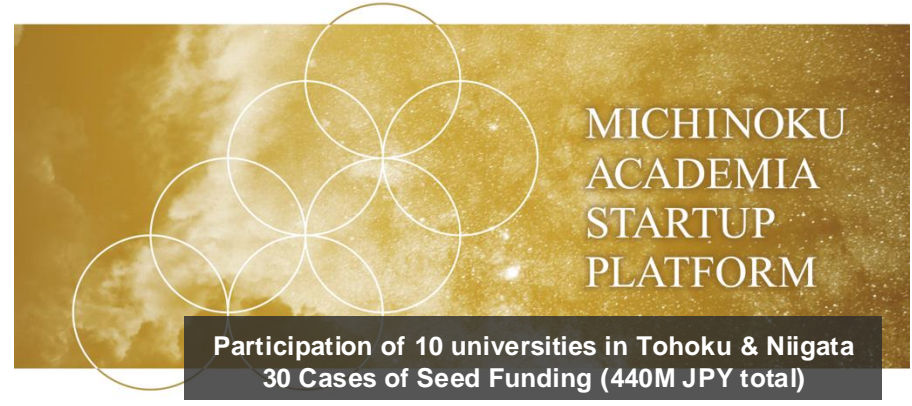 MICHINOKU
ACADEMIA
STARTUP
PLATFORM
Participation of 10 universities in Tohoku & Niigata
30 Cases of Seed Funding (440M JPY total)